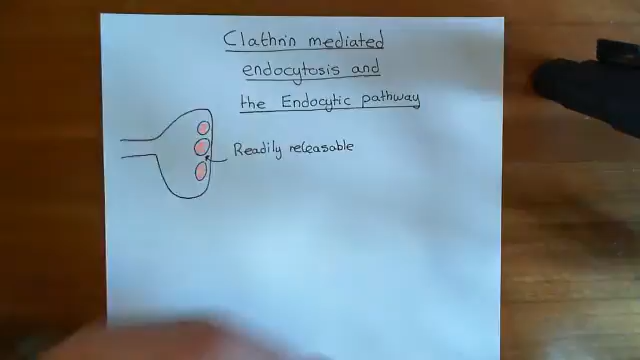 Clathrin mediated
endocytosis and
the Endocytic pathway
Readily releasable